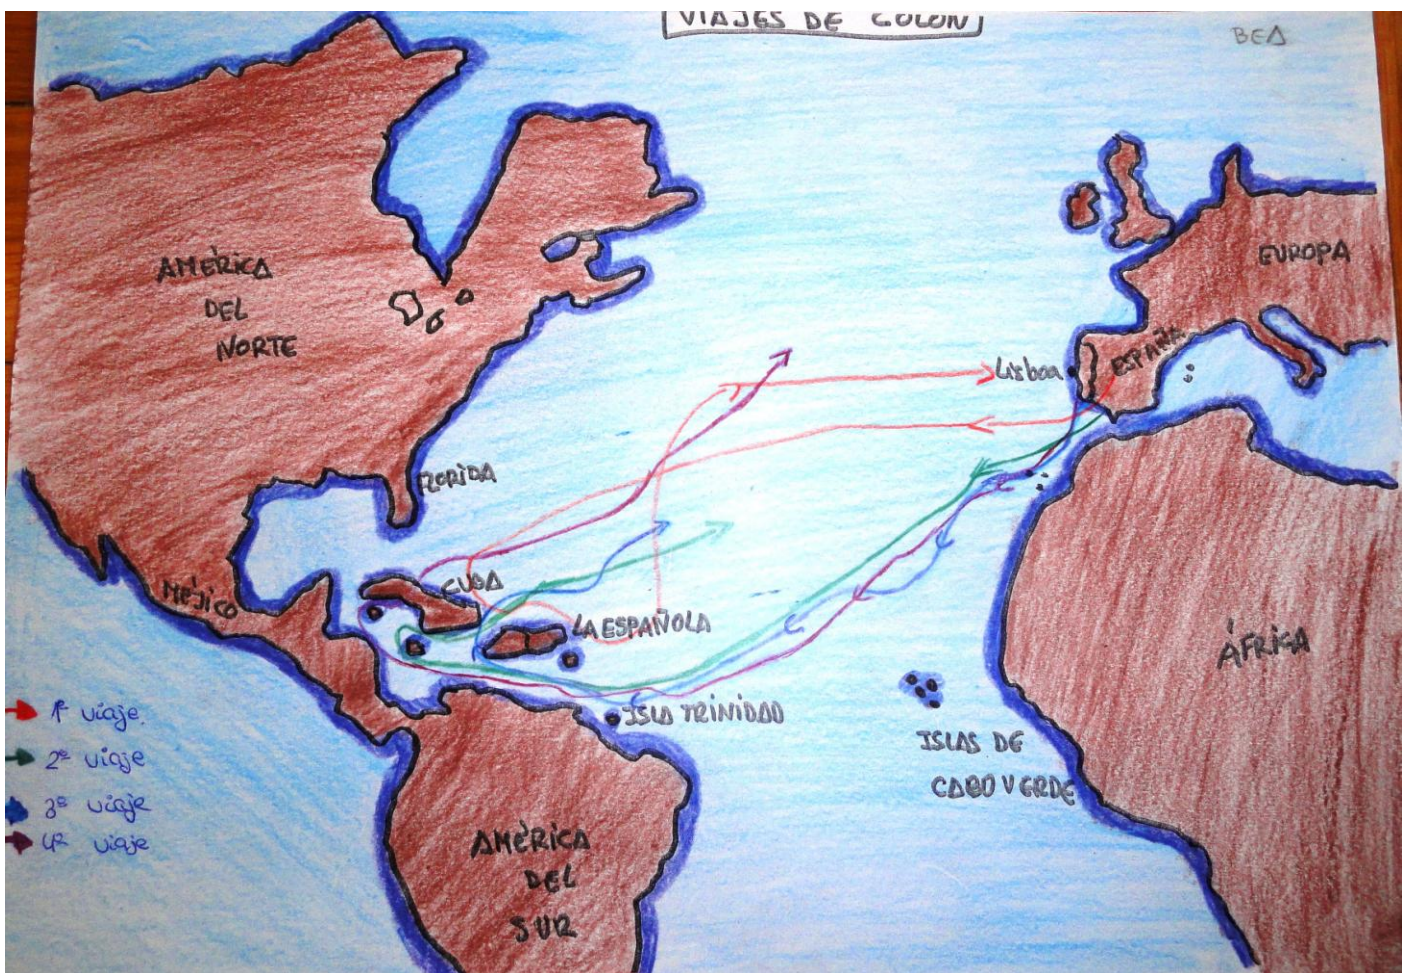 VIAJES DE COLON
BEA
AMÉRICA
DEL
NORTE
EUROPA
ESPAÑA
Lisboa
FLORIDA
MÉJICO
CUBA
LA ESPAÑOLA
ÁFRICA
ISLA TRINIDAD
ISLAS DE
CABO VERDE
1º viaje.
2º viaje
3º viaje
4º viaje
AMÉRICA
DEL
SUR